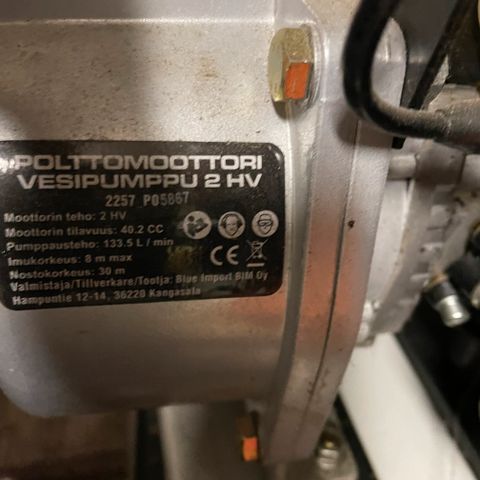 POLTTOMOOTTORI
VESIPUMPPU 2 HV
2257 P05867
Moottorin teho: 2 HV
Moottorin tilavuus: 40.2 CC
Pumppausteho: 133.5 L / min
Imukorkeus: 8 m max
Nostokorkeus: 30 m
Valmistaja/Tillverkare/Tootja: Blue Import BIM Oy
Hampuntie 12-14, 36220 Kangasala
CE